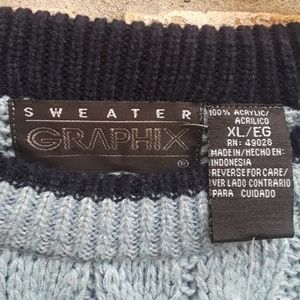 SWEATER
GRAPHIX
®
100% ACRYLIC/
ACRILICO
XL/EG
RN: 49028
MADE IN/HECHO EN:
INDONESIA
REVERSE FOR CARE/
VER LADO CONTRARIO
PARA CUIDADO